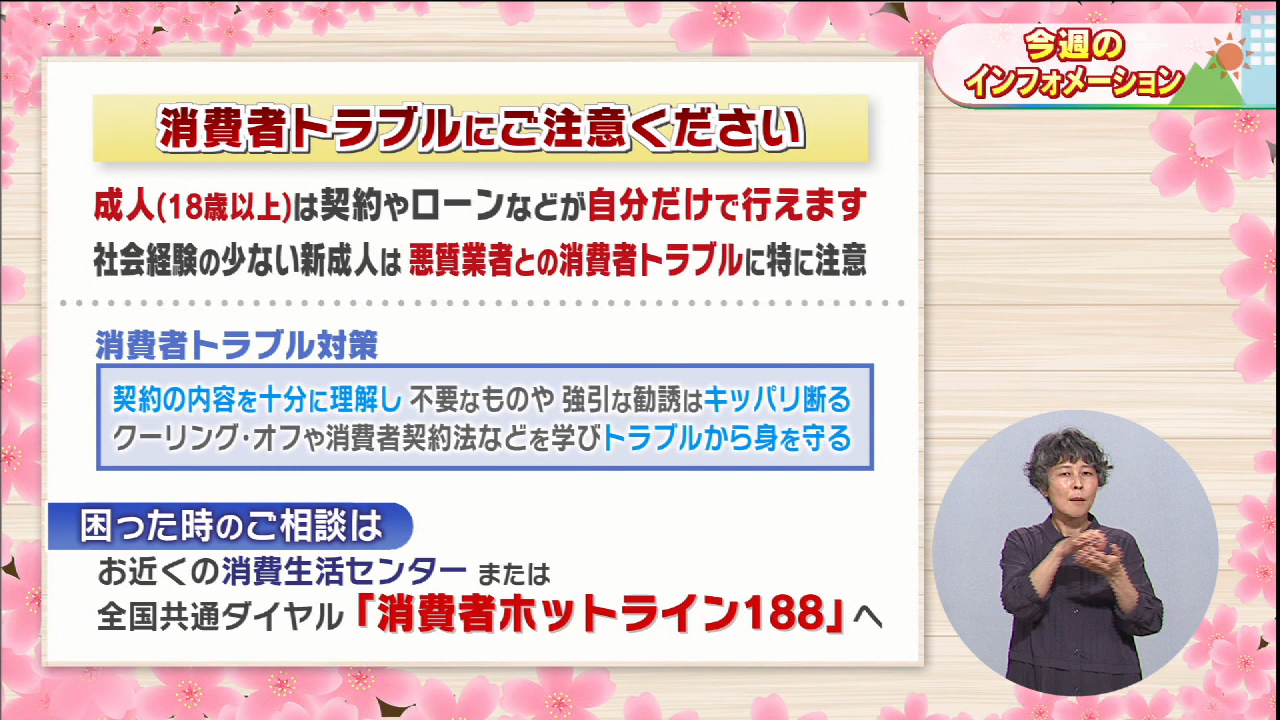 今週の
インフォメーション
消費者トラブルにご注意ください
成人(18歳以上)は契約やローンなどが自分だけで行えます
社会経験の少ない新成人は 悪質業者との消費者トラブルに特に注意
消費者トラブル対策
契約の内容を十分に理解し 不要なものや 強引な勧誘はキッパリ断る
クーリング・オフや消費者契約法などを学びトラブルから身を守る
困った時のご相談は
お近くの消費生活センター または
全国共通ダイヤル「消費者ホットライン188」へ